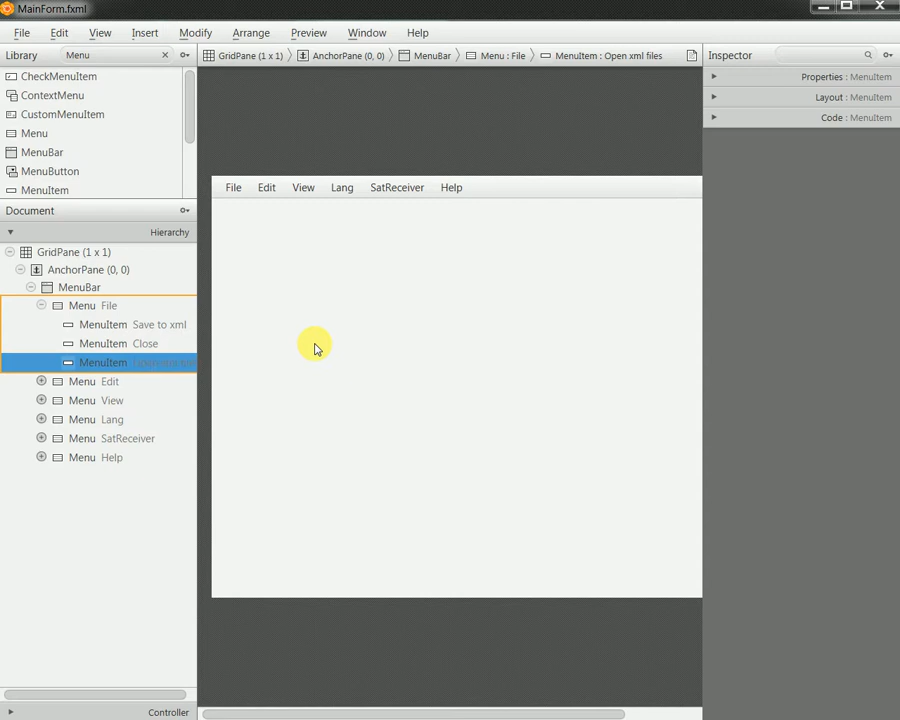 MainForm.fxml
File Edit View Insert Modify Arrange Preview Window Help
Library Menu
GridPane (1 x 1) AnchorPane (0, 0) MenuBar Menu : File MenuItem : Open xml files
Inspector
CheckMenuItem
ContextMenu
CustomMenuItem
Menu
MenuBar
MenuButton
MenuItem
Properties : MenuItem
Layout : MenuItem
Code : MenuItem
Document
Hierarchy
GridPane (1 x 1)
AnchorPane (0, 0)
MenuBar
Menu File
MenuItem Save to xml
MenuItem Close
MenuItem
Menu Edit
Menu View
Menu Lang
Menu SatReceiver
Menu Help
File Edit View Lang SatReceiver Help
Controller